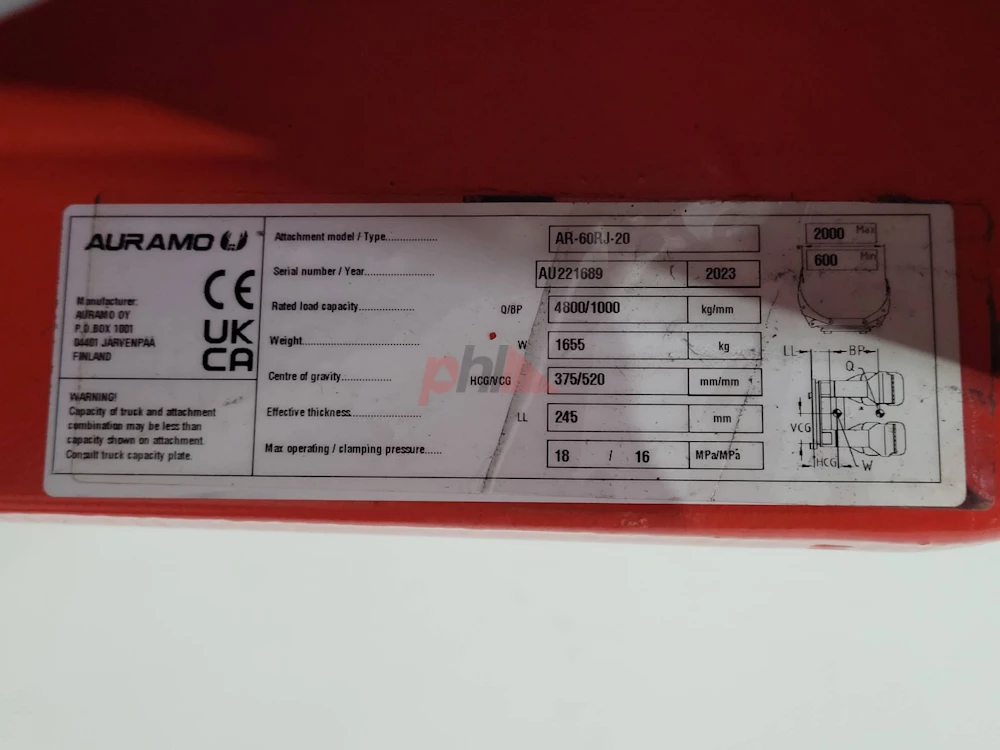 AURAMO
Manufacturer:
AURAMO OY
P.O.BOX 1001
04401 JÄRVENPÄÄ
FINLAND
CE
UK
CA
WARNING!
Capacity of truck and attachment
combination may be less than
capacity shown on attachment.
Consult truck capacity plate.
Attachment model / Type................. AR-60RJ-20
Serial number / Year...................... AU221689 2023
Rated load capacity.................. Q/BP 4800/1000 kg/mm
Weight..................................... W 1655 kg
Centre of gravity................ HCG/VCG 375/520 mm/mm
Effective thickness...................... LL 245 mm
Max operating / clamping pressure...... 18 / 16 MPa/MPa
2000 Max
600 Min
LL BP
Q
VCG
HCG W
phl